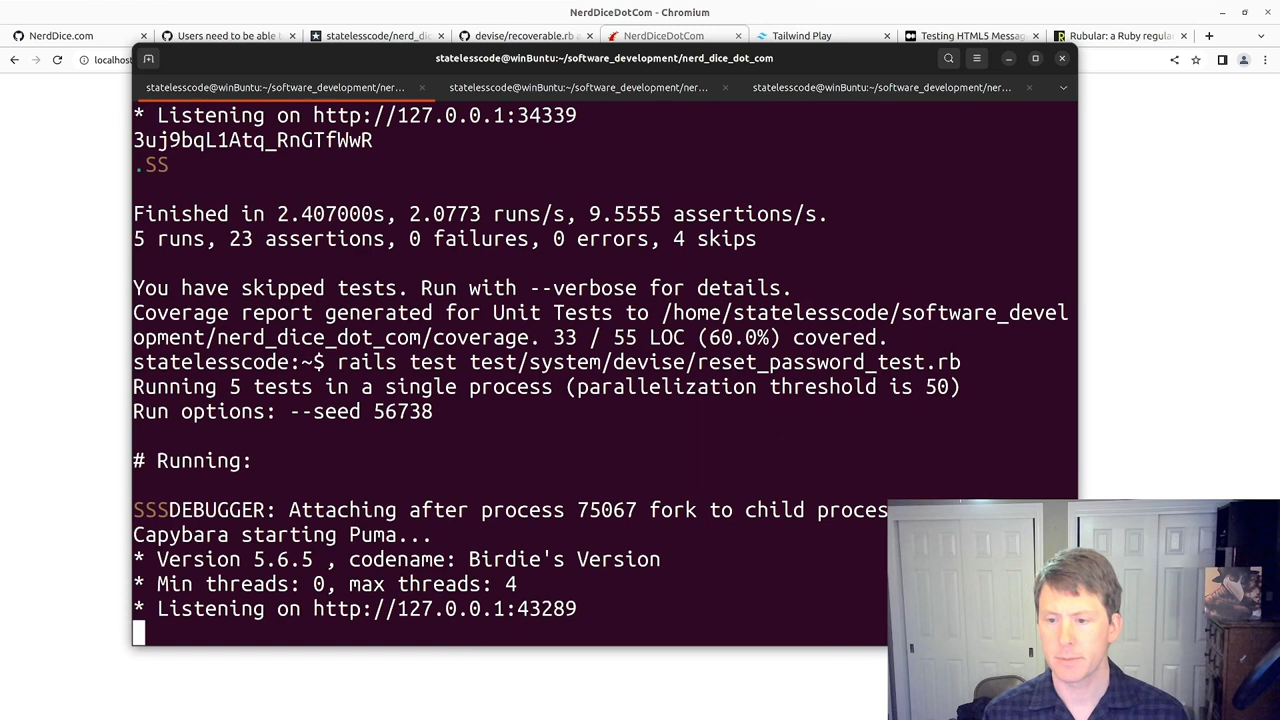 NerdDiceDotCom - Chromium
NerdDice.com
Users need to be able
statelesscode/nerd_dic
devise/recoverable.rb a
NerdDiceDotCom
Tailwind Play
Testing HTML5 Messag
Rubular: a Ruby regula
localhost
statelesscode@winBuntu:~/software_development/nerd_dice_dot_com
statelesscode@winBuntu:~/software_development/ner...
statelesscode@winBuntu:~/software_development/ner...
statelesscode@winBuntu:~/software_development/ner...
* Listening on http://127.0.0.1:34339
3uj9bqL1Atq_RnGTfWwR
.SS
Finished in 2.407000s, 2.0773 runs/s, 9.5555 assertions/s.
5 runs, 23 assertions, 0 failures, 0 errors, 4 skips
You have skipped tests. Run with --verbose for details.
Coverage report generated for Unit Tests to /home/statelesscode/software_devel
opment/nerd_dice_dot_com/coverage. 33 / 55 LOC (60.0%) covered.
statelesscode:~$ rails test test/system/devise/reset_password_test.rb
Running 5 tests in a single process (parallelization threshold is 50)
Run options: --seed 56738
# Running:
SSSDEBUGGER: Attaching after process 75067 fork to child proces
Capybara starting Puma...
* Version 5.6.5 , codename: Birdie's Version
* Min threads: 0, max threads: 4
* Listening on http://127.0.0.1:43289